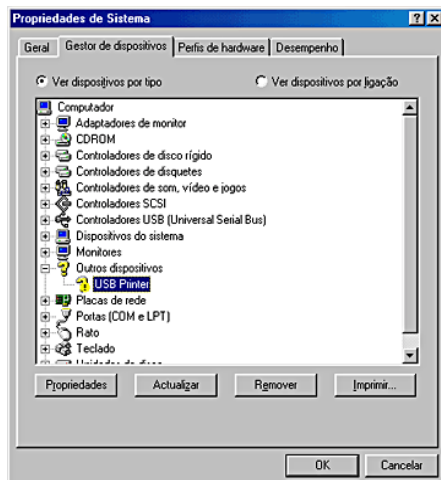 Propriedades de Sistema
Geral Gestor de dispositivos Perfis de hardware Desempenho
Ver dispositivos por tipo Ver dispositivos por ligação
Computador
Adaptadores de monitor
CDROM
Controladores de disco rígido
Controladores de disquetes
Controladores de som, vídeo e jogos
Controladores SCSI
Controladores USB (Universal Serial Bus)
Dispositivos do sistema
Monitores
Outros dispositivos
USB Printer
Placas de rede
Portas (COM e LPT)
Rato
Teclado
Propriedades Actualizar Remover Imprimir...
OK Cancelar